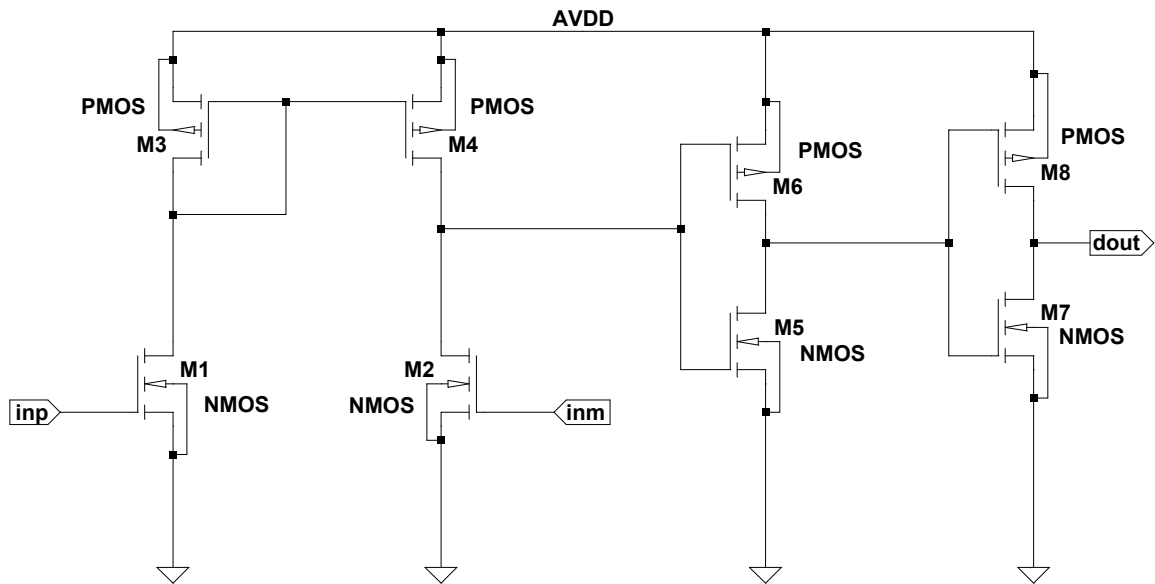 AVDD
PMOS
M3
PMOS
M4
PMOS
M6
PMOS
M8
dout
M1
NMOS
inp
M2
NMOS
inm
M5
NMOS
M7
NMOS